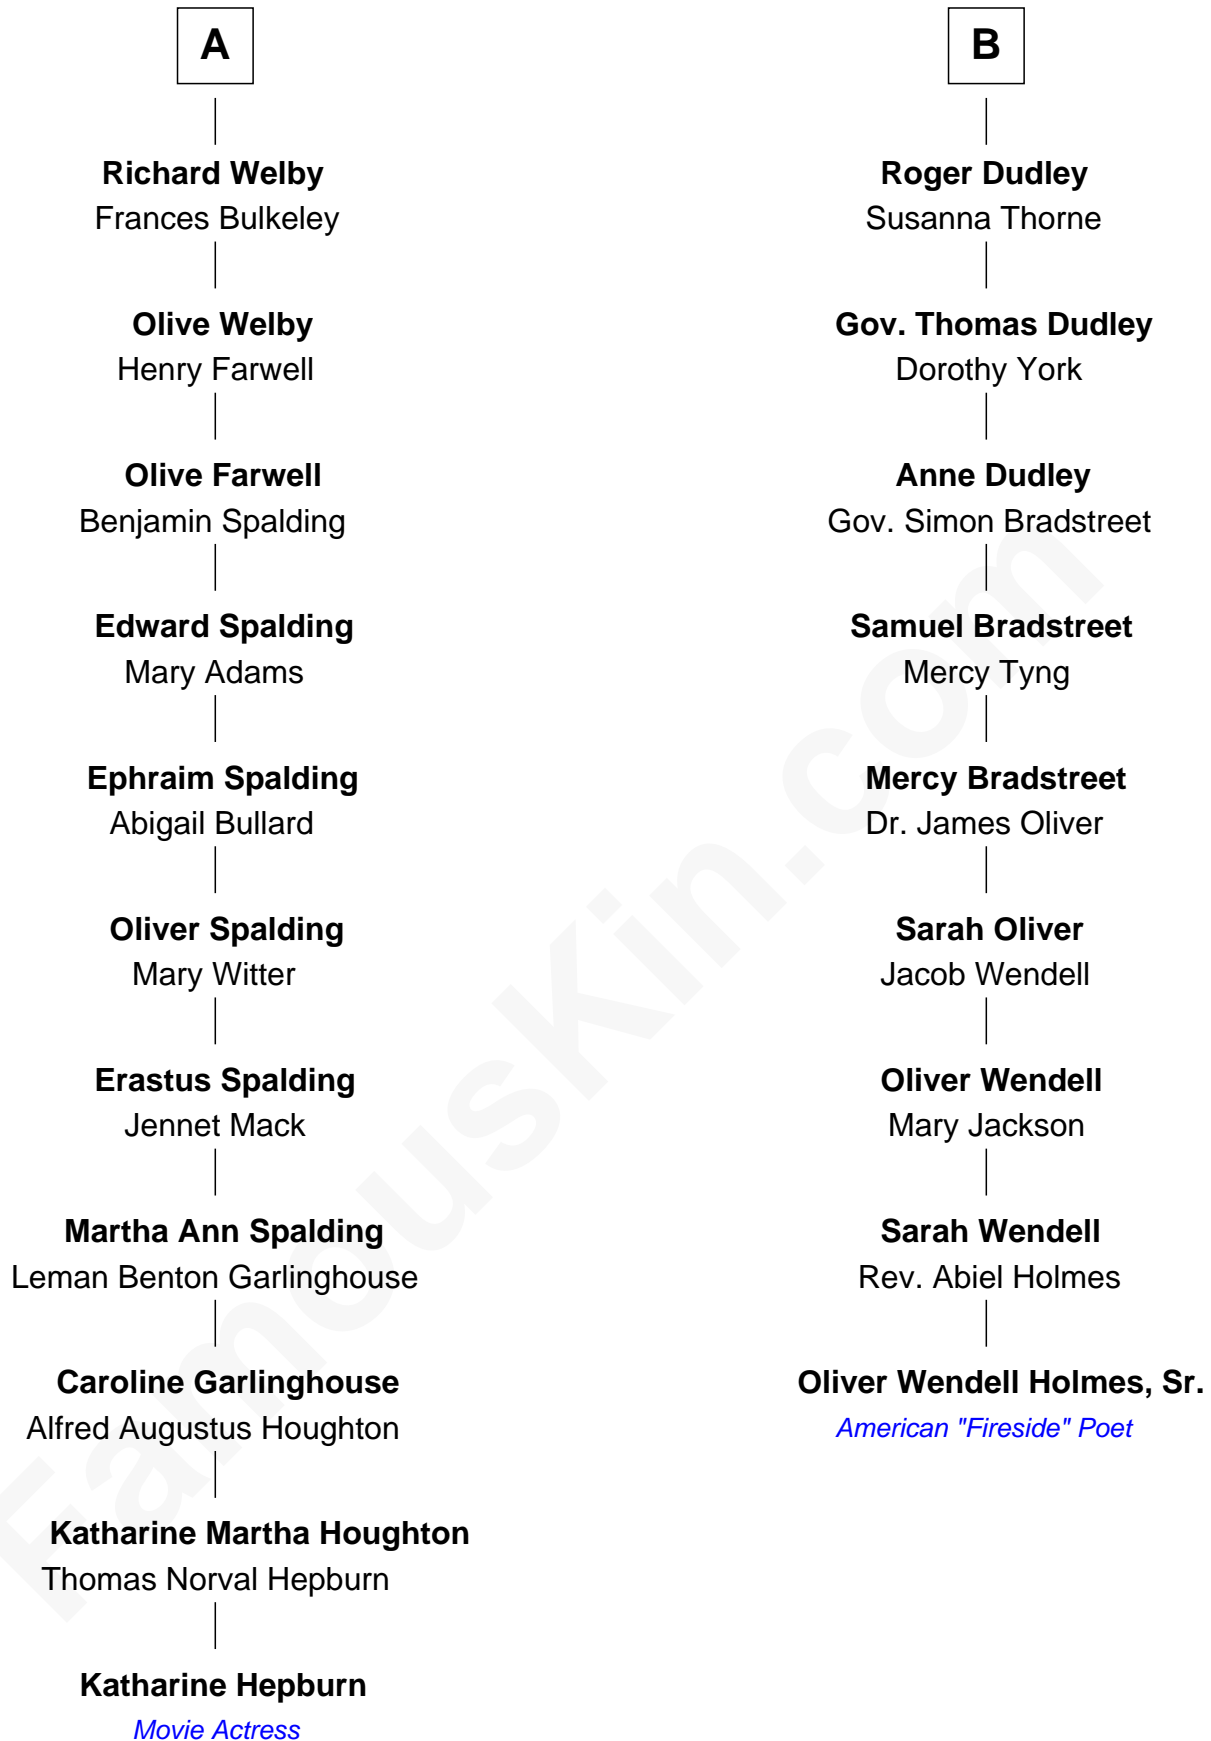 A
Richard Welby
Frances Bulkeley
Olive Welby
Henry Farwell
Olive Farwell
Benjamin Spalding
Edward Spalding
Mary Adams
Ephraim Spalding
Abigail Bullard
Oliver Spalding
Mary Witter
Erastus Spalding
Jennet Mack
Martha Ann Spalding
Leman Benton Garlinghouse
Caroline Garlinghouse
Alfred Augustus Houghton
Katharine Martha Houghton
Thomas Norval Hepburn
Katharine Hepburn
Movie Actress
B
Roger Dudley
Susanna Thorne
Gov. Thomas Dudley
Dorothy York
Anne Dudley
Gov. Simon Bradstreet
Samuel Bradstreet
Mercy Tyng
Mercy Bradstreet
Dr. James Oliver
Sarah Oliver
Jacob Wendell
Oliver Wendell
Mary Jackson
Sarah Wendell
Rev. Abiel Holmes
Oliver Wendell Holmes, Sr.
American "Fireside" Poet
FamousKin.com